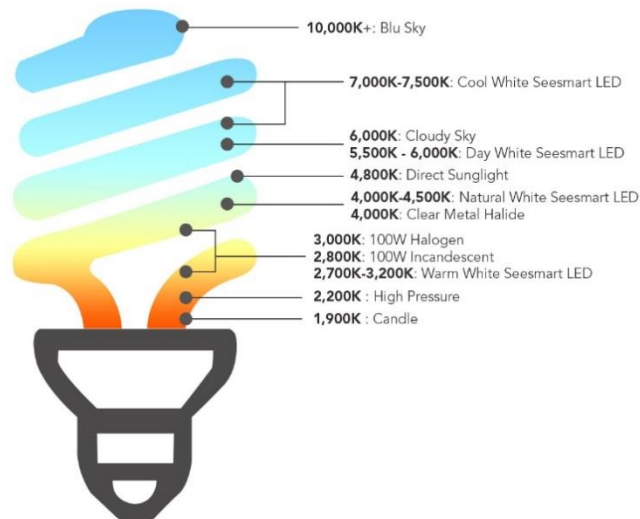 10,000K+: Blu Sky
7,000K-7,500K: Cool White Seesmart LED
6,000K: Cloudy Sky
5,500K - 6,000K: Day White Seesmart LED
4,800K: Direct Sunglight
4,000K-4,500K: Natural White Seesmart LED
4,000K: Clear Metal Halide
3,000K: 100W Halogen
2,800K: 100W Incandescent
2,700K-3,200K: Warm White Seesmart LED
2,200K : High Pressure
1,900K : Candle